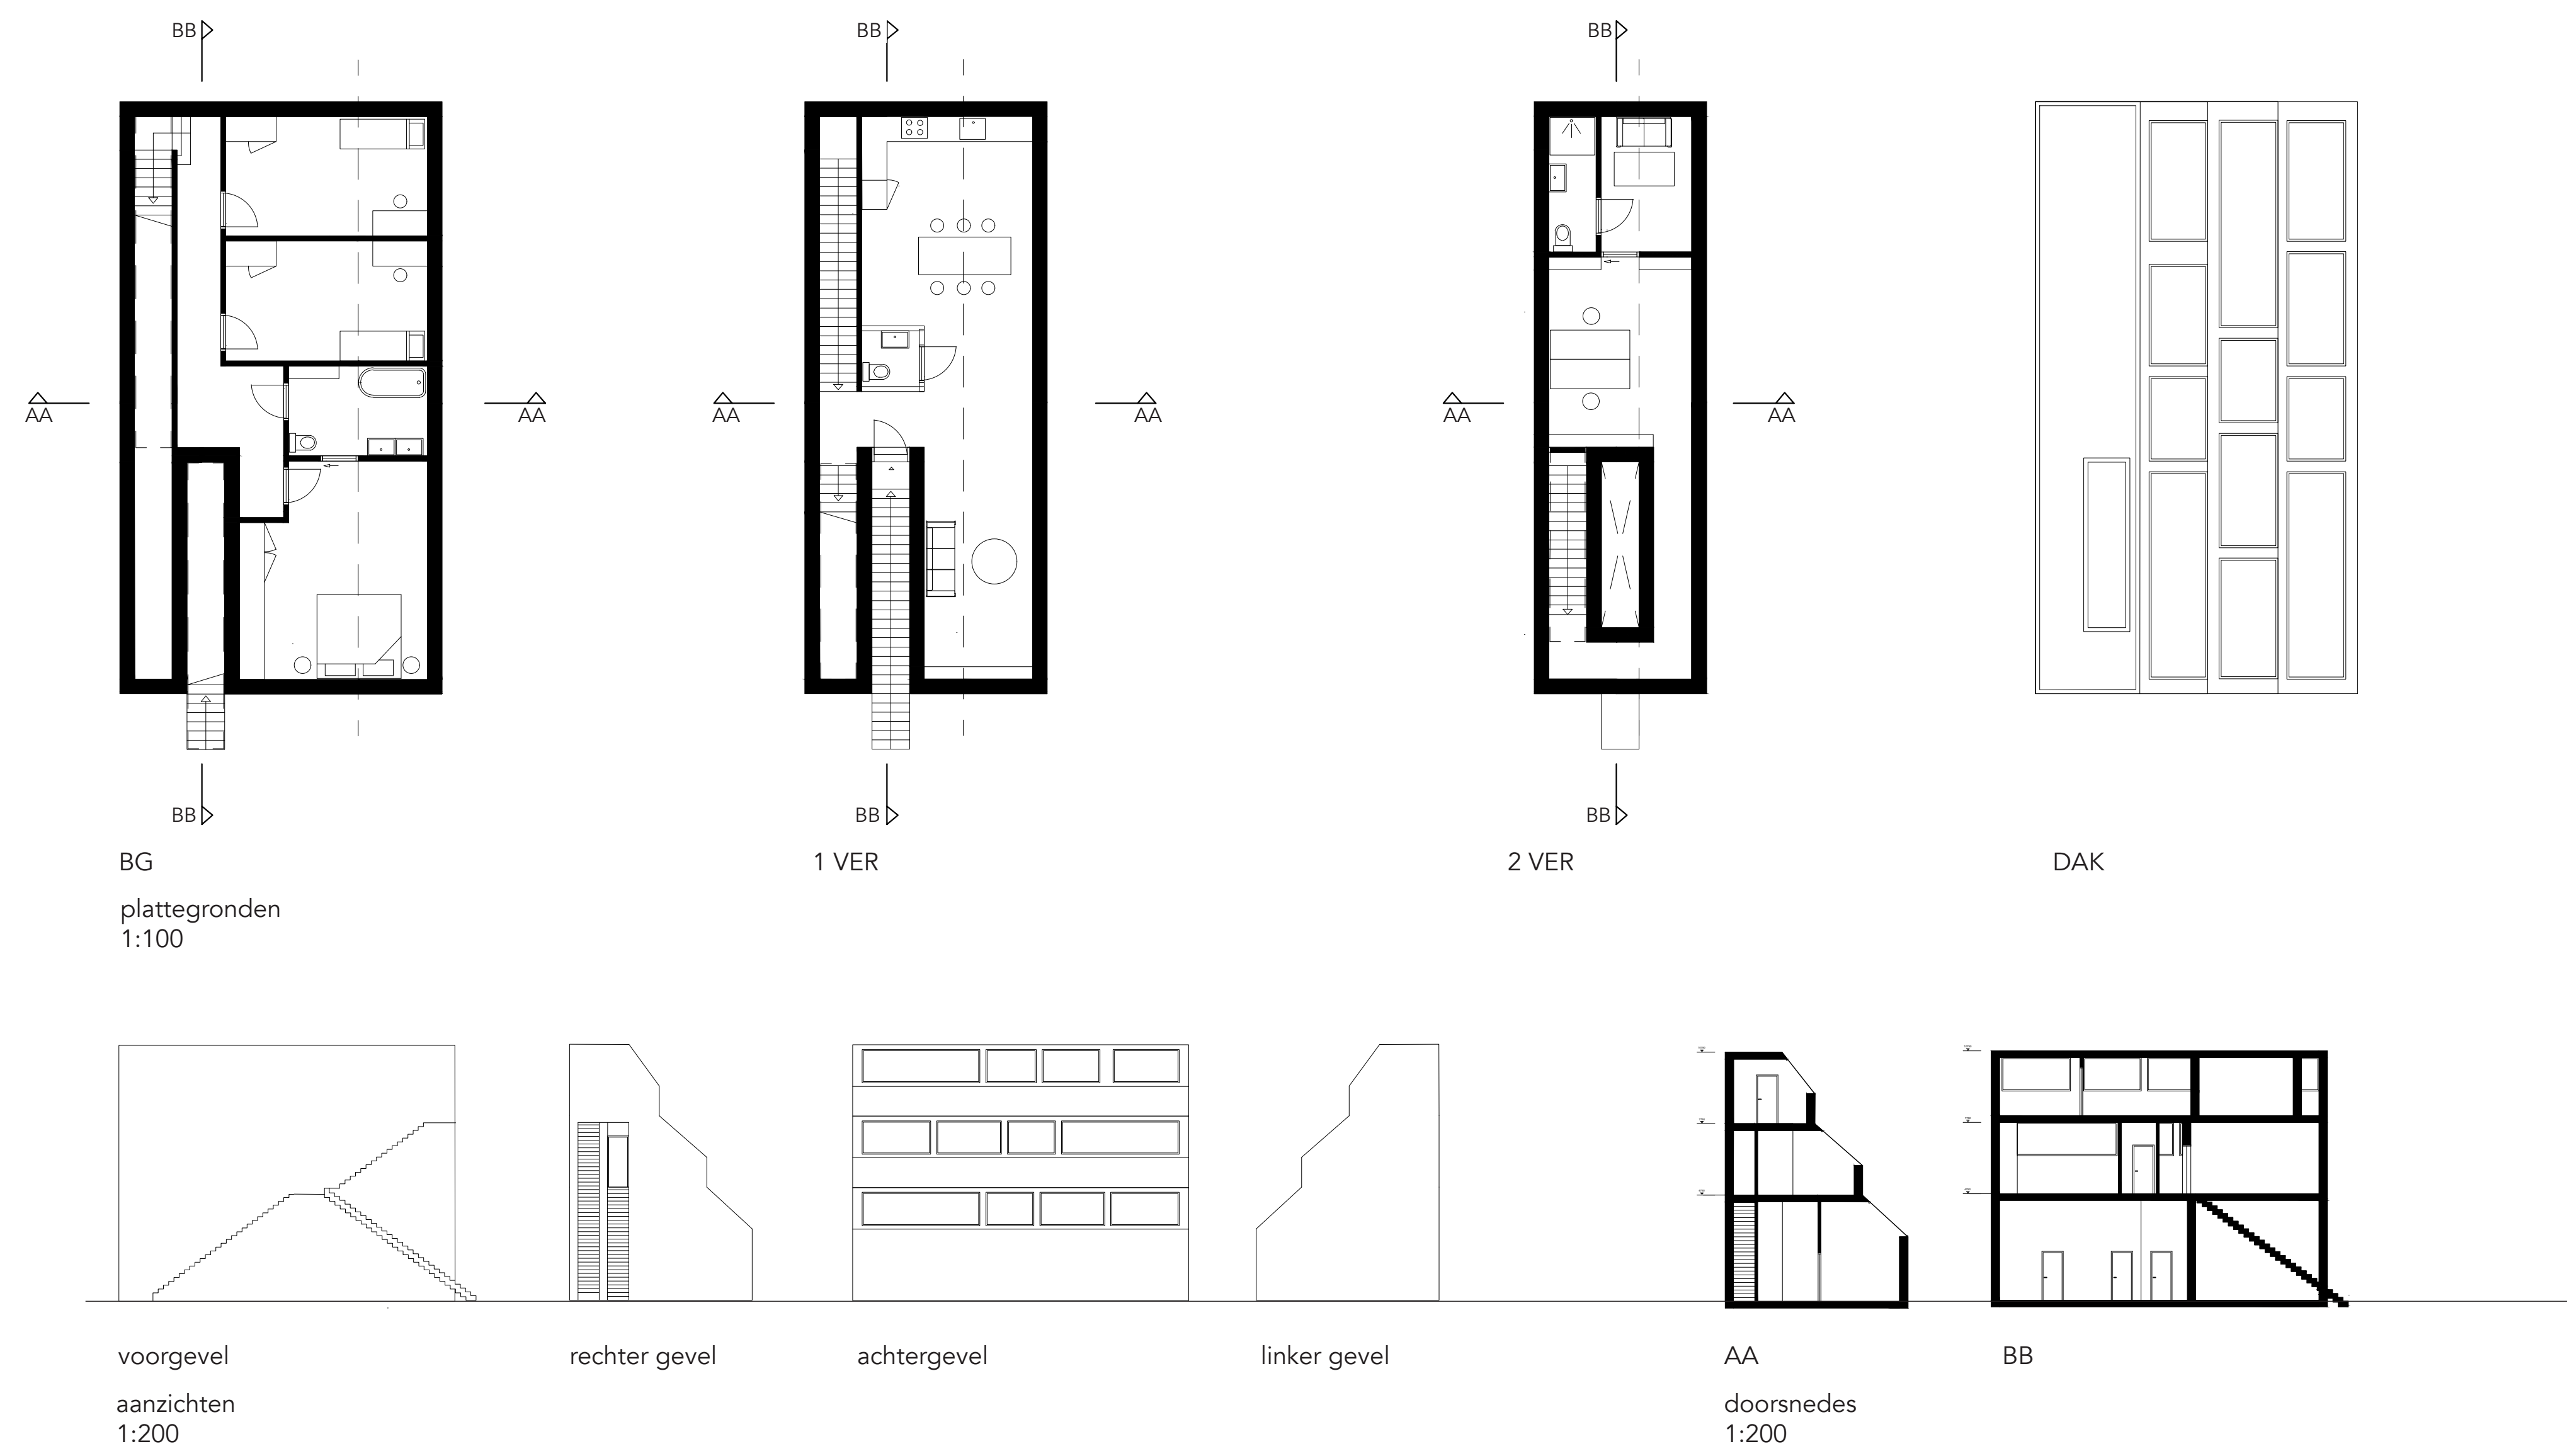 BB
BB
BB
AA
AA
AA
AA
AA
AA
BB
BB
BB
BG
1 VER
2 VER
DAK
plattegronden
1:100
voorgevel
rechter gevel
achtergevel
linker gevel
AA
BB
aanzichten
1:200
doorsnedes
1:200